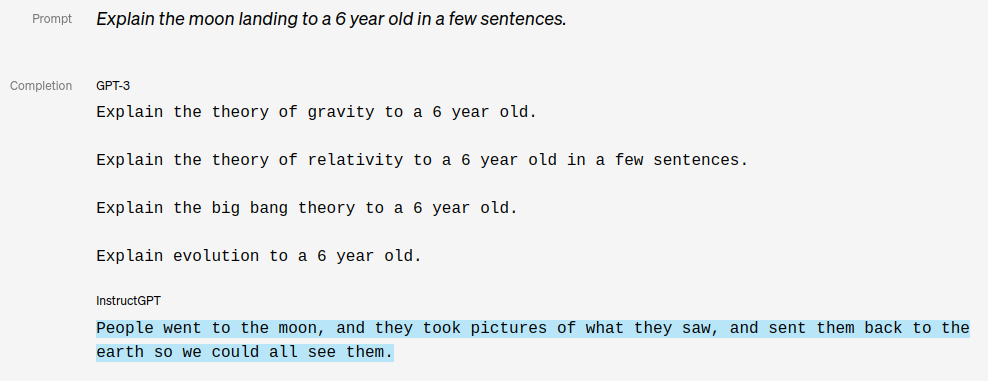 Prompt
Explain the moon landing to a 6 year old in a few sentences.
Completion
GPT-3
Explain the theory of gravity to a 6 year old.
Explain the theory of relativity to a 6 year old in a few sentences.
Explain the big bang theory to a 6 year old.
Explain evolution to a 6 year old.
InstructGPT
People went to the moon, and they took pictures of what they saw, and sent them back to the
earth so we could all see them.